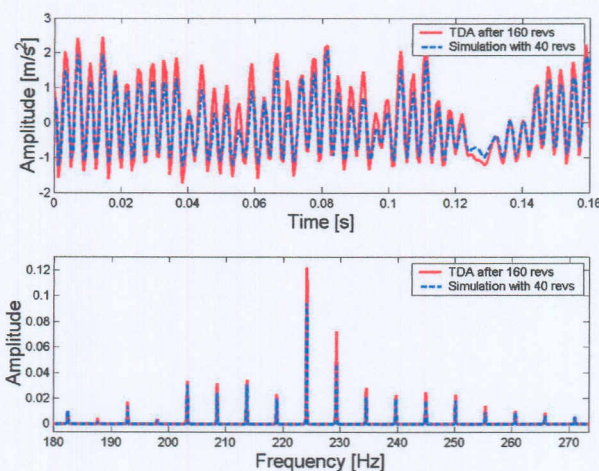 3
2
1
0
-1
-2
Amplitude [m/s²]
TDA after 160 revs
Simulation with 40 revs
0 0.02 0.04 0.06 0.08 0.1 0.12 0.14 0.16
Time [s]
0.12
0.1
0.08
0.06
0.04
0.02
0
Amplitude
TDA after 160 revs
Simulation with 40 revs
180 190 200 210 220 230 240 250 260 270
Frequency [Hz]